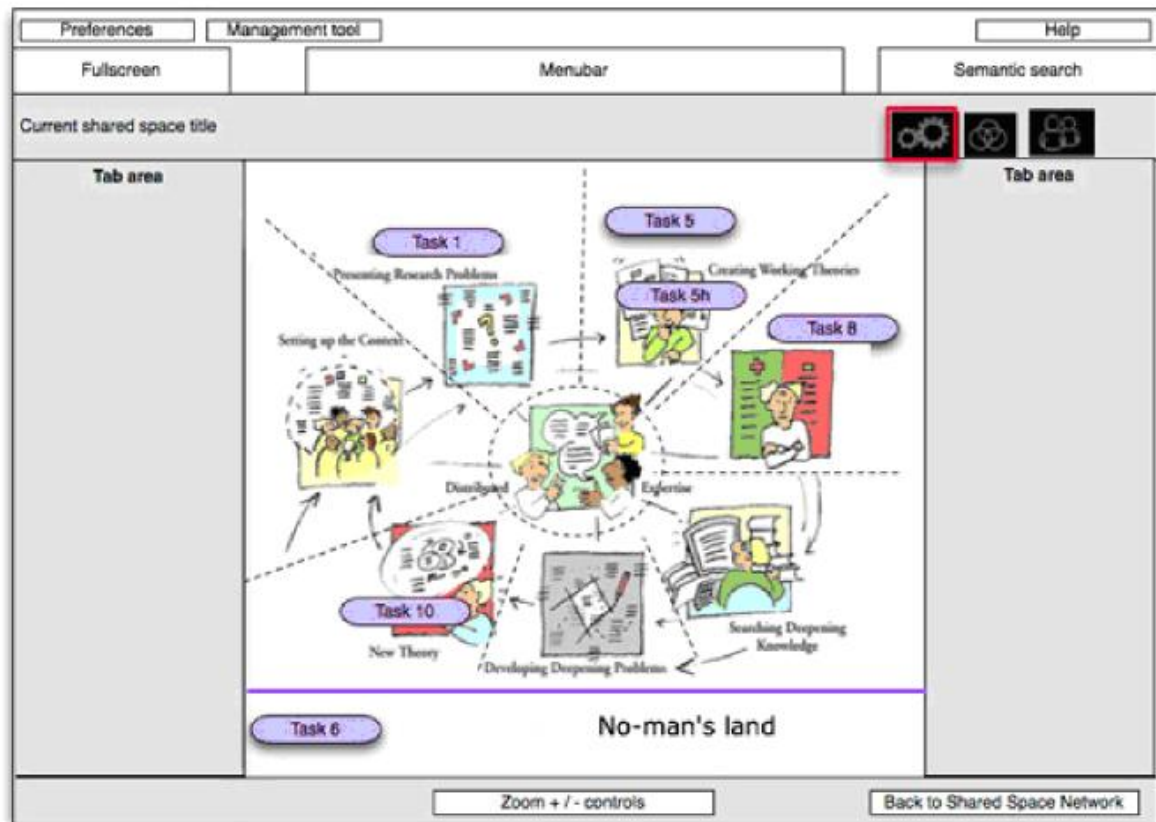 Preferences
Management tool
Help
Fullscreen
Menubar
Semantic search
Current shared space title
Tab area
Tab area
Task 5
Task 1
Presenting Research Problems
Creating Working Theories
Task 5h
Task 8
Setting up the Context
Distributed
Expertise
Task 10
New Theory
Searching Deepening
Knowledge
Developing Deepening Problems
Task 6
No-man's land
Zoom + / - controls
Back to Shared Space Network